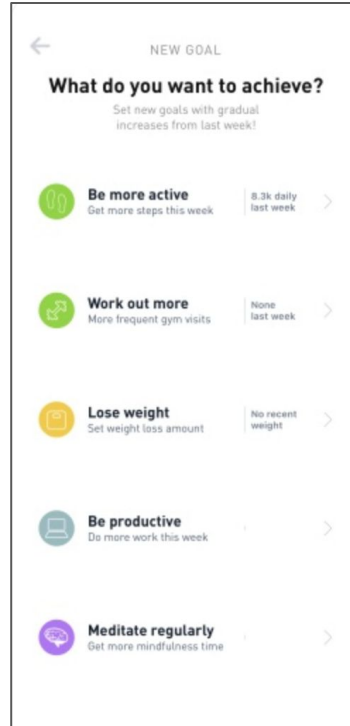 NEW GOAL
What do you want to achieve?
Set new goals with gradual
increases from last week!
Be more active
Get more steps this week
8.3k daily
last week
Work out more
More frequent gym visits
None
last week
Lose weight
Set weight loss amount
No recent
weight
Be productive
Do more work this week
Meditate regularly
Get more mindfulness time